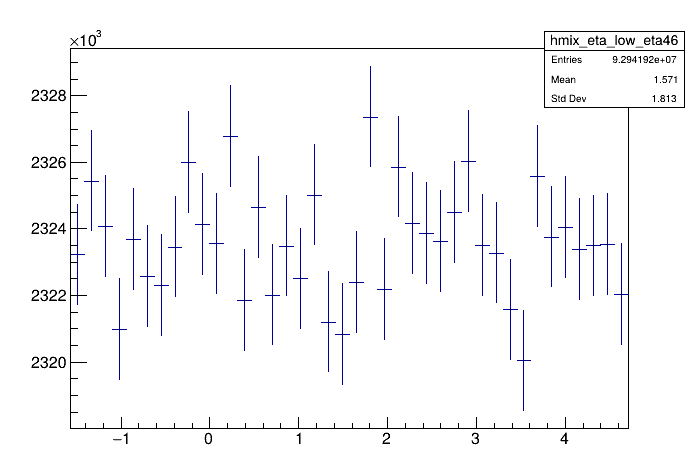 ×10³
hmix_eta_low_eta46
Entries 9.294192e+07
Mean 1.571
Std Dev 1.813
2328
2326
2324
2322
2320
−1 0 1 2 3 4